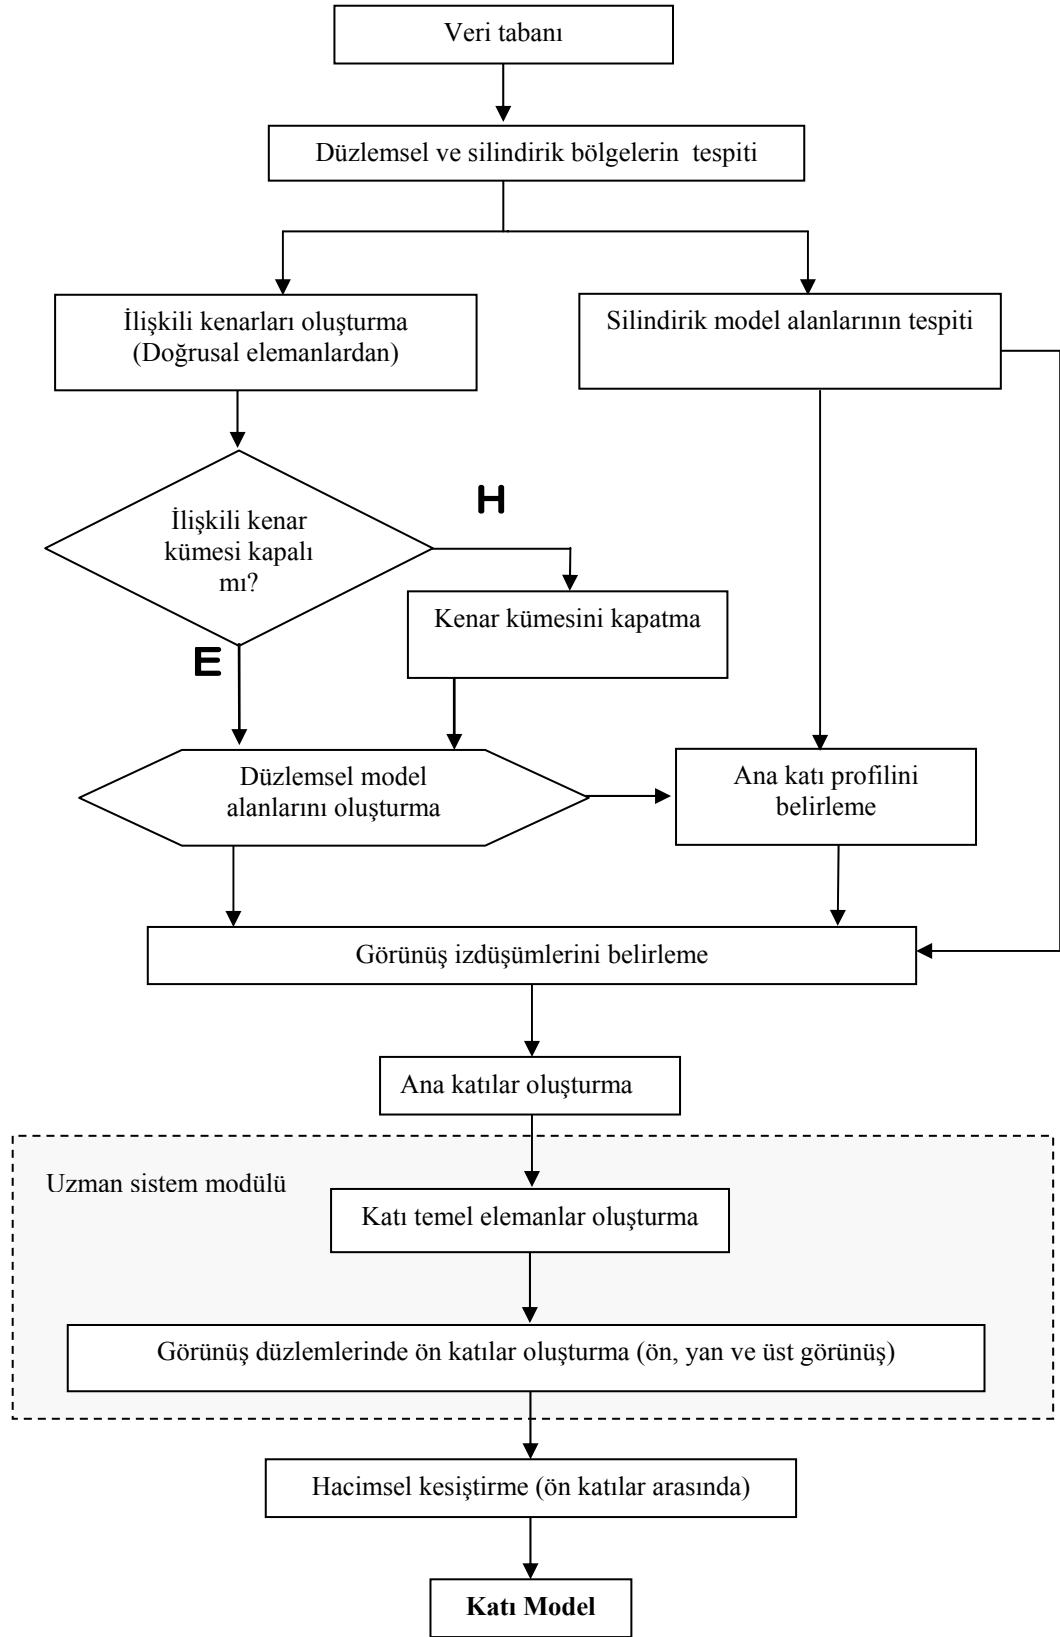 Veri tabanı
Düzlemsel ve silindirik bölgelerin tespiti
İlişkili kenarları oluşturma
(Doğrusal elemanlardan)
Silindirik model alanlarının tespiti
İlişkili kenar
kümesi kapalı
mı?
H
Kenar kümesini kapatma
E
Düzlemsel model
alanlarını oluşturma
Ana katı profilini
belirleme
Görünüş izdüşümlerini belirleme
Ana katılar oluşturma
Uzman sistem modülü
Katı temel elemanlar oluşturma
Görünüş düzlemlerinde ön katılar oluşturma (ön, yan ve üst görünüş)
Hacimsel kesiştirme (ön katılar arasında)
Katı Model